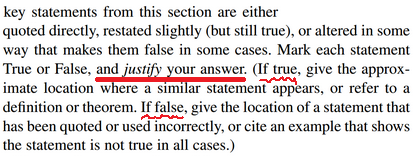 key statements from this section are either
quoted directly, restated slightly (but still true), or altered in some
way that makes them false in some cases. Mark each statement
True or False, and justify your answer. (If true, give the approx-
imate location where a similar statement appears, or refer to a
definition or theorem. If false, give the location of a statement that
has been quoted or used incorrectly, or cite an example that shows
the statement is not true in all cases.)